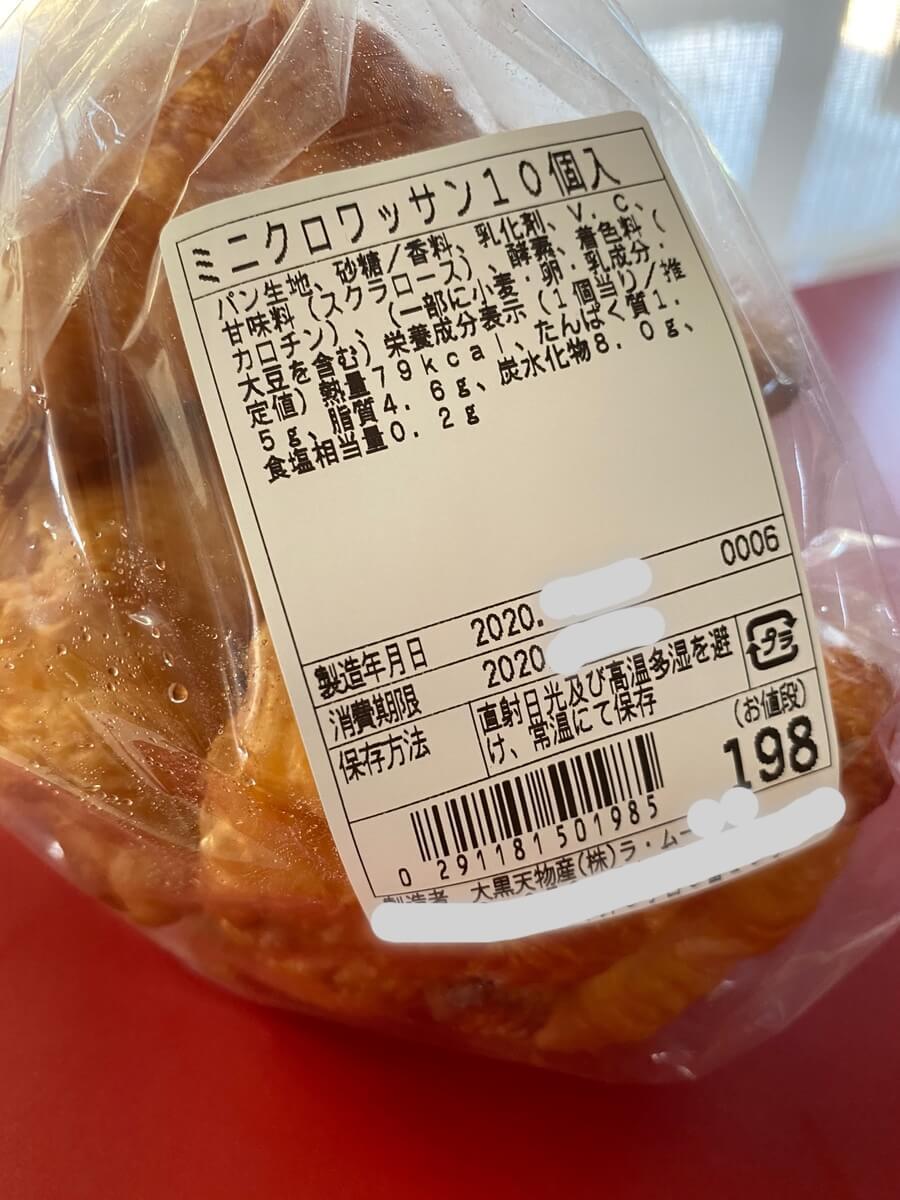 ミニクロワッサン10個入
パン生地、砂糖/香料、乳化剤、V.C、
甘味料(スクラロース)、酵素、着色料(
カロチン)、(一部に小麦・卵・乳成分・
大豆を含む)栄養成分表示(1個当り/推
定値)熱量79kcal、たんぱく質1.
5g、脂質4.6g、炭水化物8.0g、
食塩相当量0.2g
0006
製造年月日 2020.
消費期限 2020
保存方法 直射日光及び高温多湿を避
け、常温にて保存
プラ
(お値段)
198
0 291181 501985
製造者 大黒天物産(株)ラ・ムー